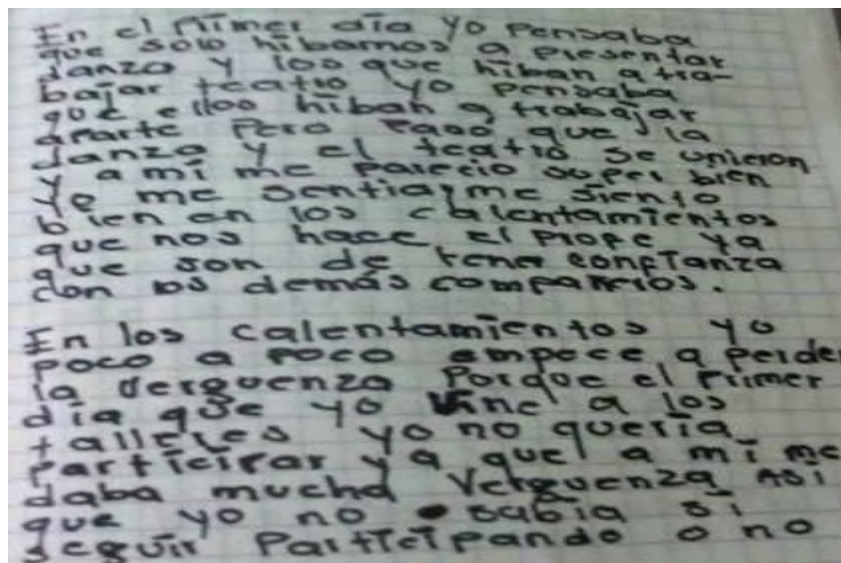 En el Primer día yo Pensaba
que solo hibamos a Presentar
danza y los que hiban a tra-
bajar teatro yo pensaba
que ellos hiban a trabajar
aparte Pero Paso que la
danza y el teatro se unieron
y a mi me Parecio super bien
yo me sentia y me siento
bien en los calentamientos
que nos hace el Profe ya
que son de tener confianza
con los demás compañeros.
En los calentamientos yo
poco a poco empece a perder
la verguenza Porque el Primer
día que yo vine a los
talleres yo no quería
Participar ya que a mí me
daba mucha verguenza Asi
que yo no sabia si
seguir Participando o no